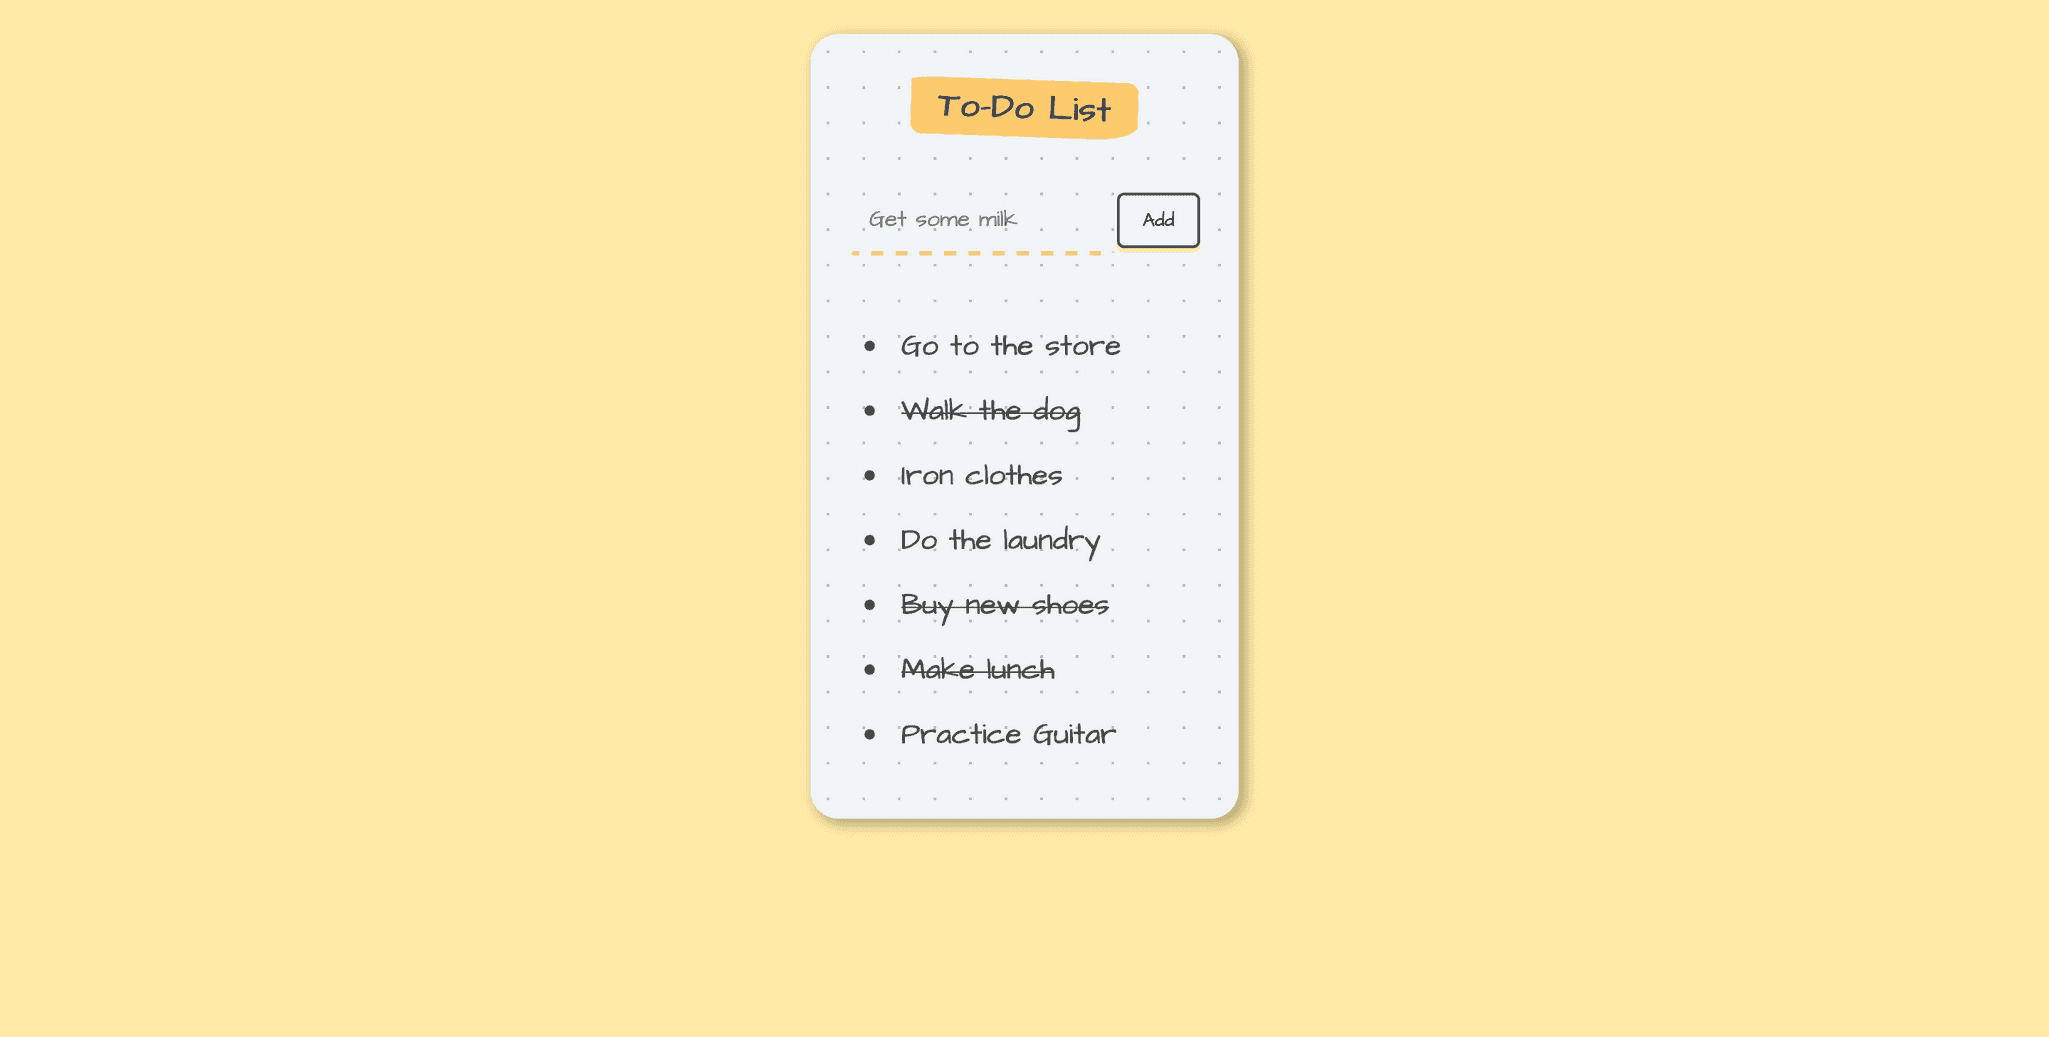 To-Do List
Get some milk
Add
Go to the store
Walk the dog
Iron clothes
Do the laundry
Buy new shoes
Make lunch
Practice Guitar